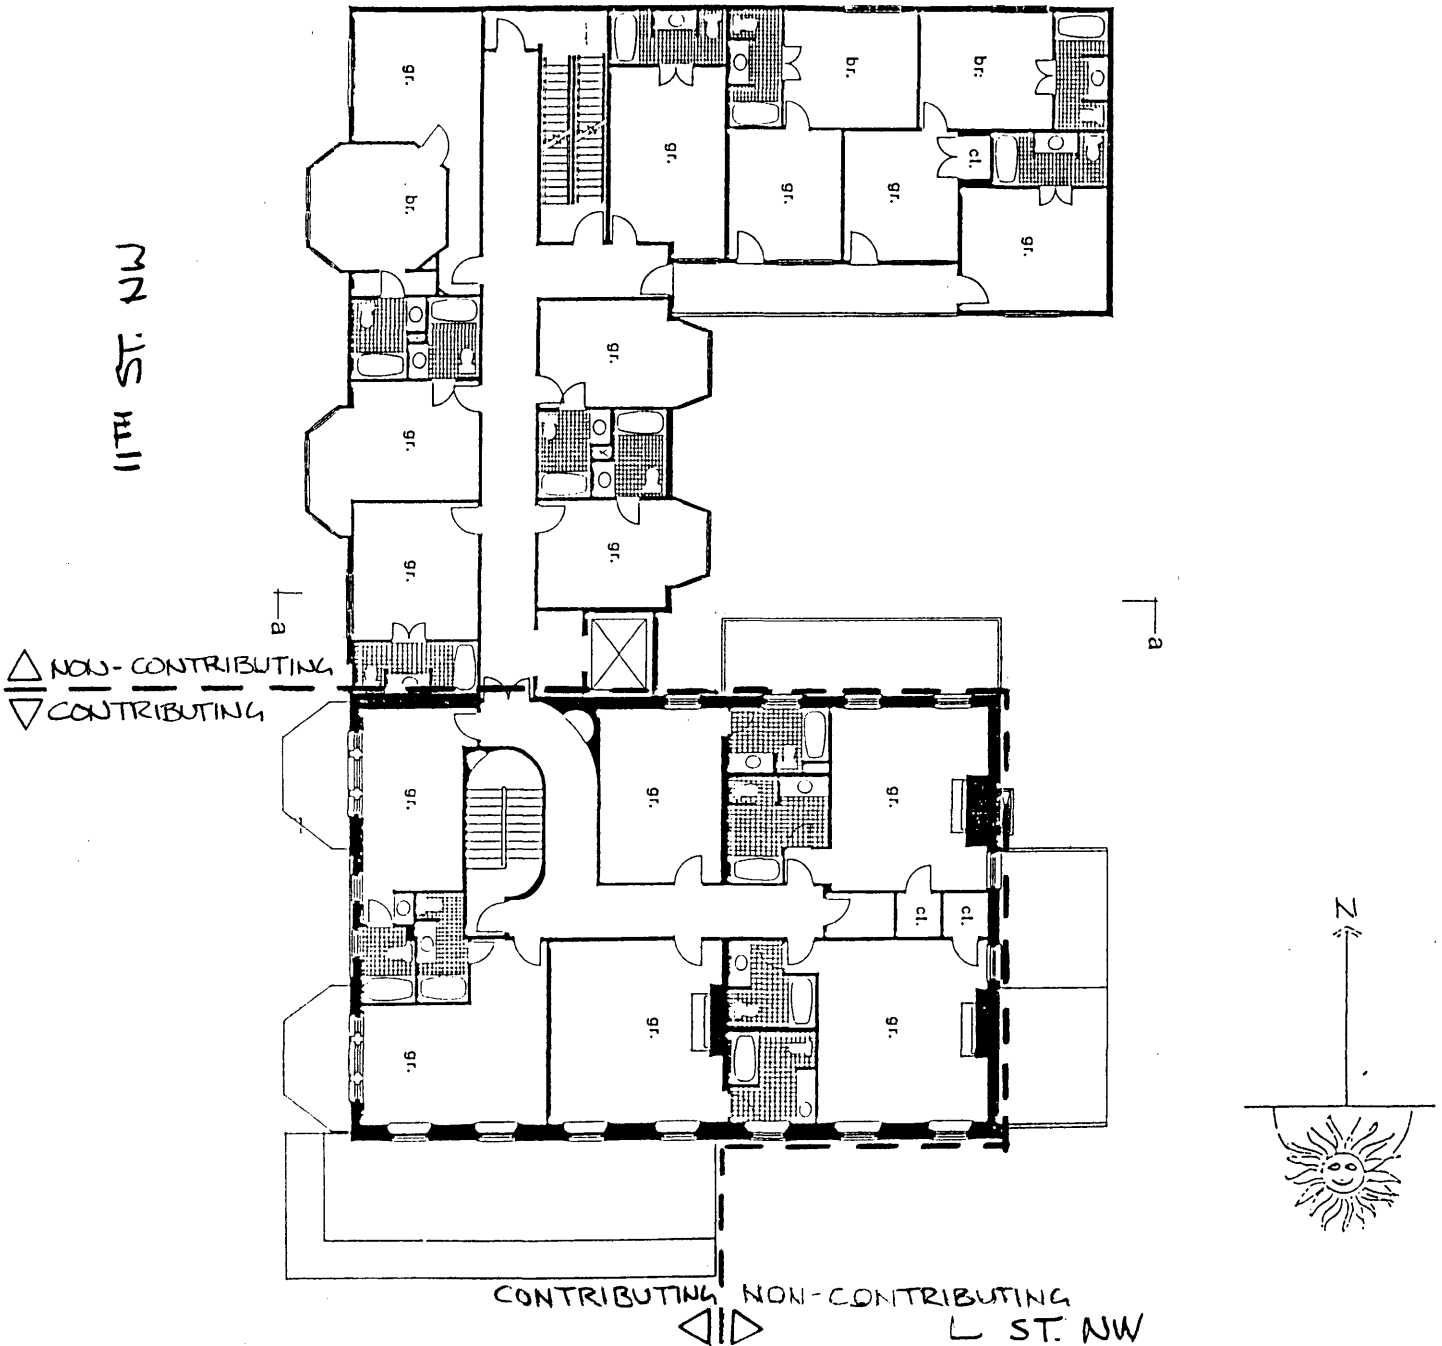 gr.
br.
br.
gr.
cl.
br.
gr.
gr.
gr.
11TH ST. NW
gr.
gr.
gr.
gr.
gr.
a
a
△ NON-CONTRIBUTING
▽ CONTRIBUTING
gr.
gr.
gr.
cl.
cl.
N
gr.
gr.
gr.
CONTRIBUTING NON-CONTRIBUTING
L ST. NW